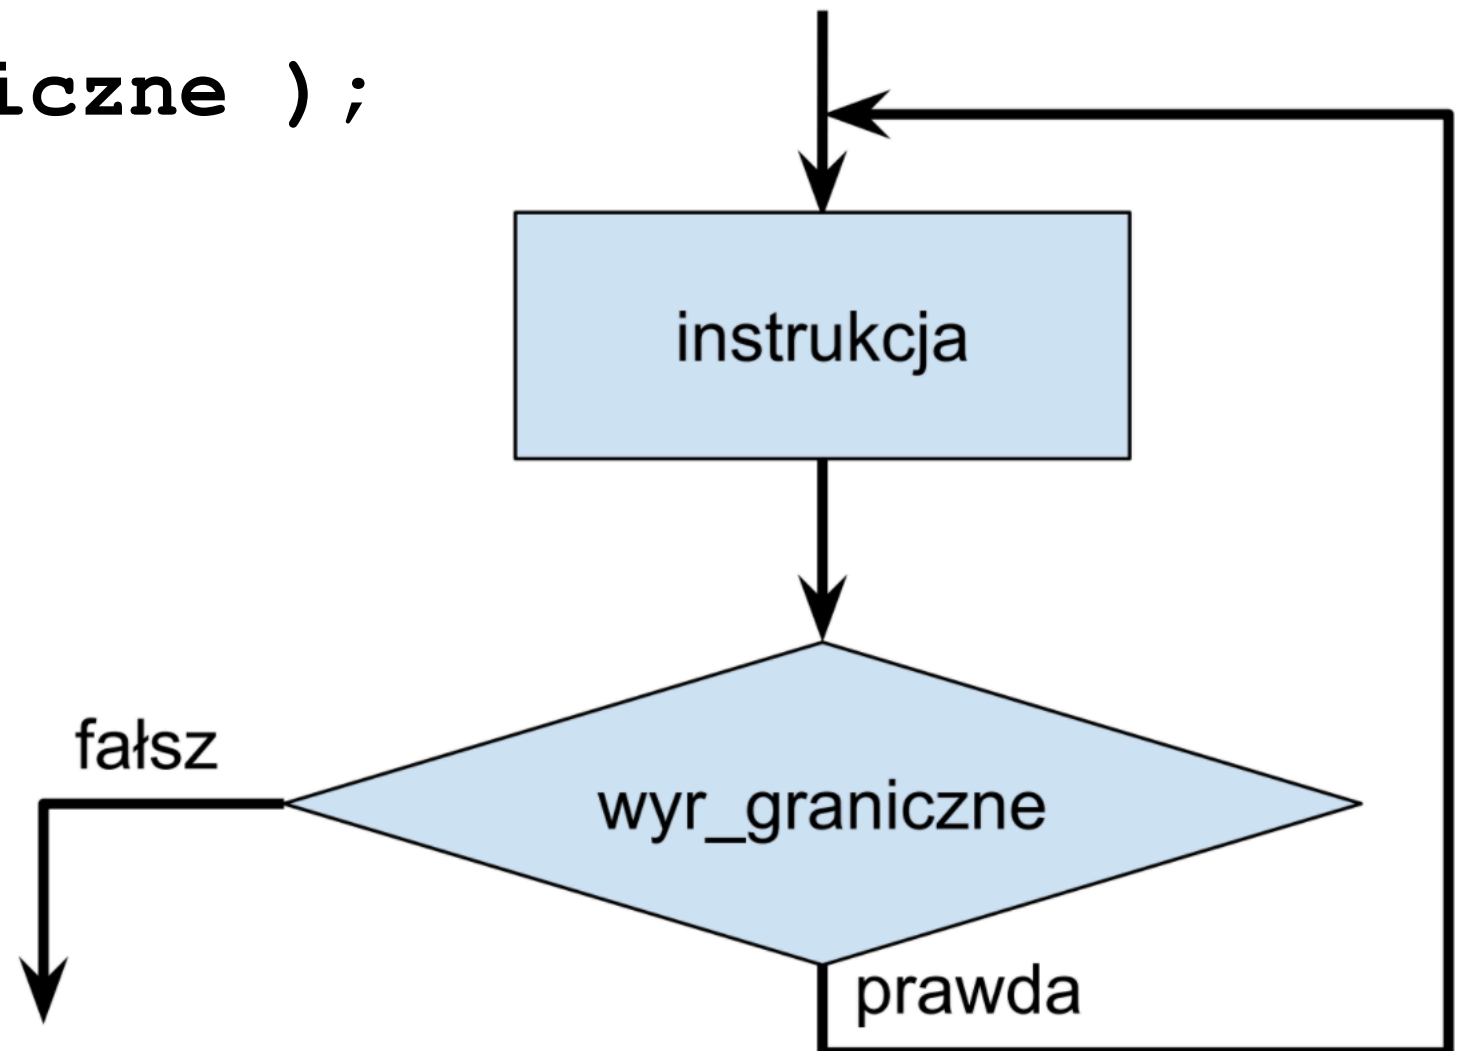 iczne );
instrukcja
fałsz
wyr_graniczne
prawda